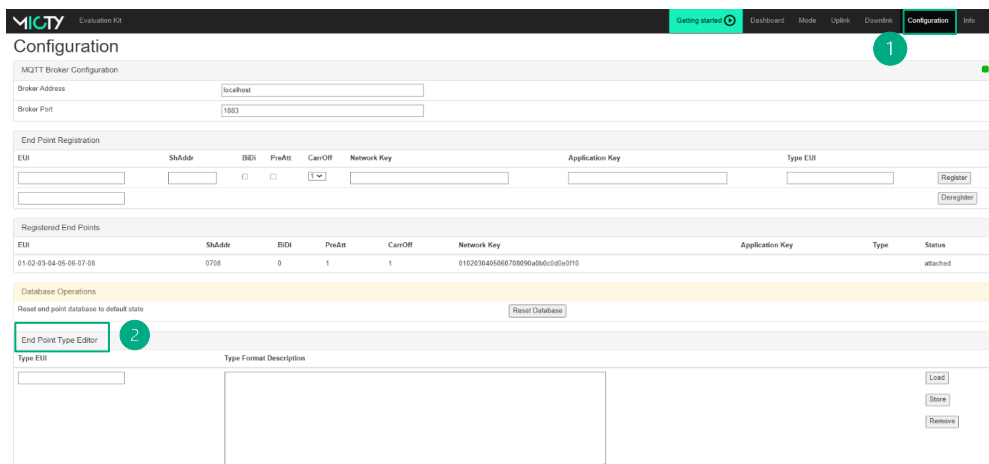 MIOTY Evaluation Kit Getting started Dashboard Mode Uplink Downlink Configuration Info
1
Configuration
MQTT Broker Configuration
Broker Address localhost
Broker Port 1883
End Point Registration
EUI ShAddr BiDi PreAtt CarrOff Network Key Application Key Type EUI
1 Register
Deregister
Registered End Points
EUI ShAddr BiDi PreAtt CarrOff Network Key Application Key Type Status
01-02-03-04-05-06-07-08 0708 0 1 1 0102030405060708090a0b0c0d0e0f10 attached
Database Operations
Reset end point database to default state Reset Database
End Point Type Editor 2
Type EUI Type Format Description
Load
Store
Remove